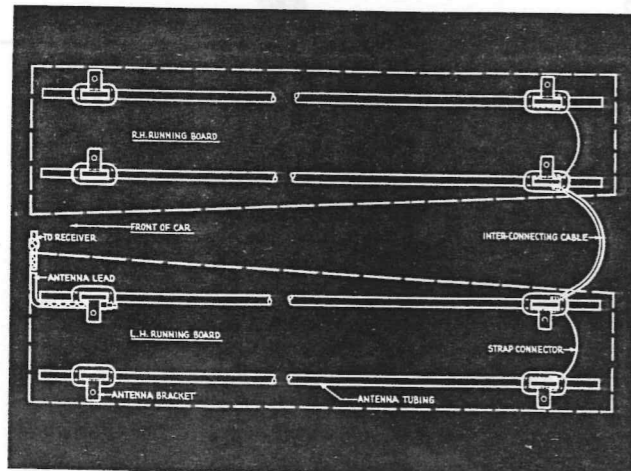 R.H. RUNNING BOARD
FRONT OF CAR
TO RECEIVER
INTER-CONNECTING CABLE
ANTENNA LEAD
L.H. RUNNING BOARD
STRAP CONNECTOR
ANTENNA BRACKET
ANTENNA TUBING